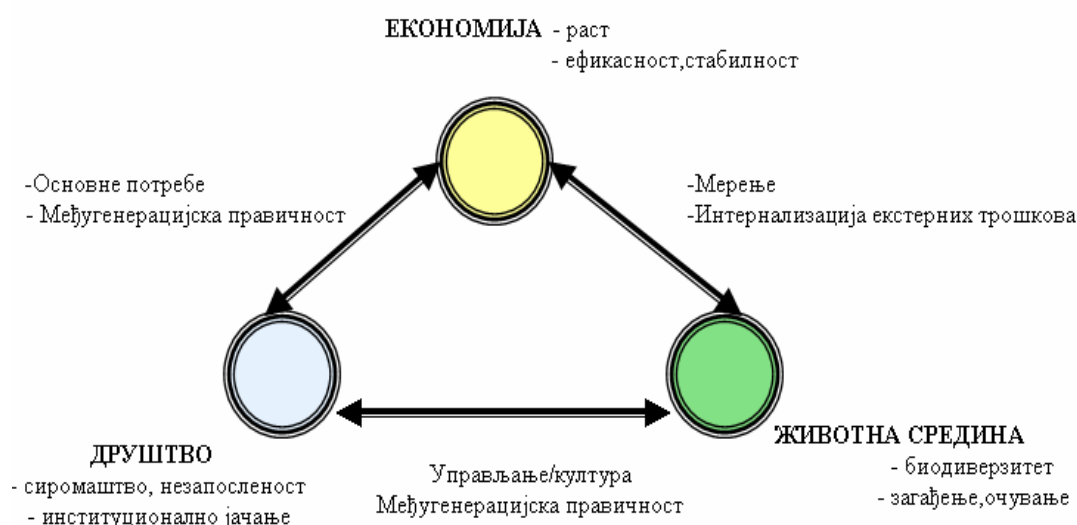 ЕКОНОМИЈА - раст
- ефикасност,стабилност
-Основне потребе
- Међугенерацијска правичност
-Мерење
-Интернализација екстерних трошкова
ДРУШТВО
- сиромаштво, незапосленост
- институционално јачање
Управљање/култура
Међугенерацијска правичност
ЖИВОТНА СРЕДИНА
- биодиверзитет
- загађење,очување